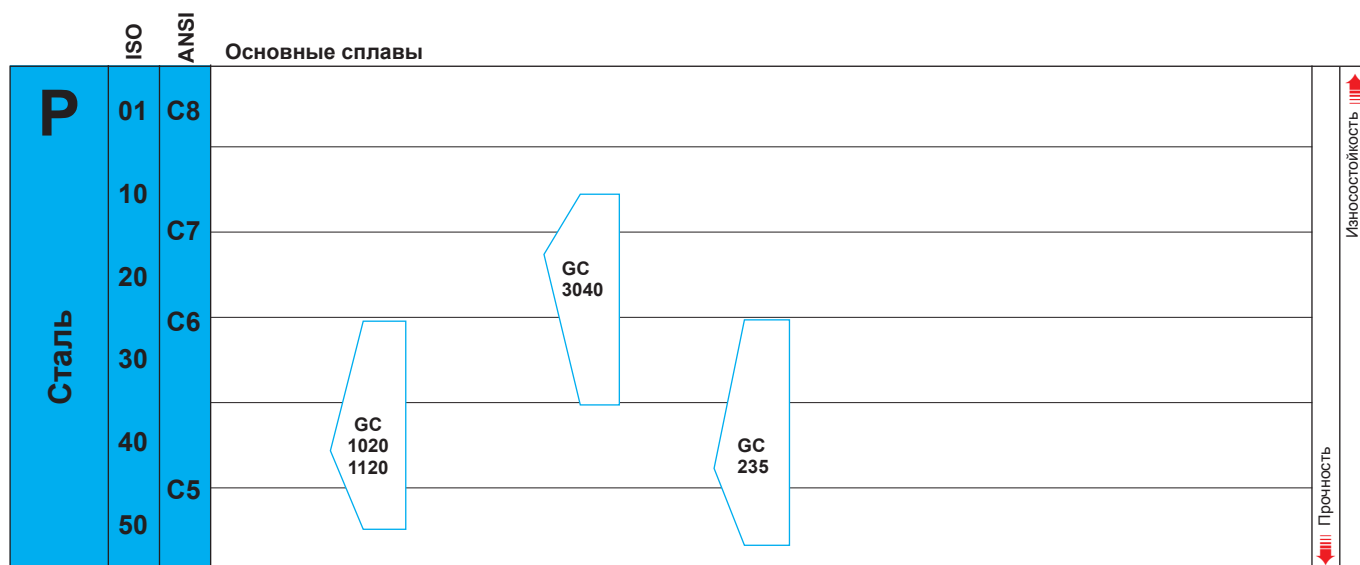 ISO
ANSI
Основные сплавы
P
Сталь
01
C8
10
C7
20
C6
30
40
C5
50
GC
3040
GC
1020
1120
GC
235
Износостойкость
Прочность